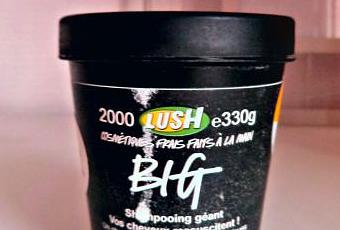 2000 LUSH e330g
COSMÉTIQUES FRAIS FAITS À LA MAIN
BIG
Shampooing géant
Vos cheveux ressuscitent !